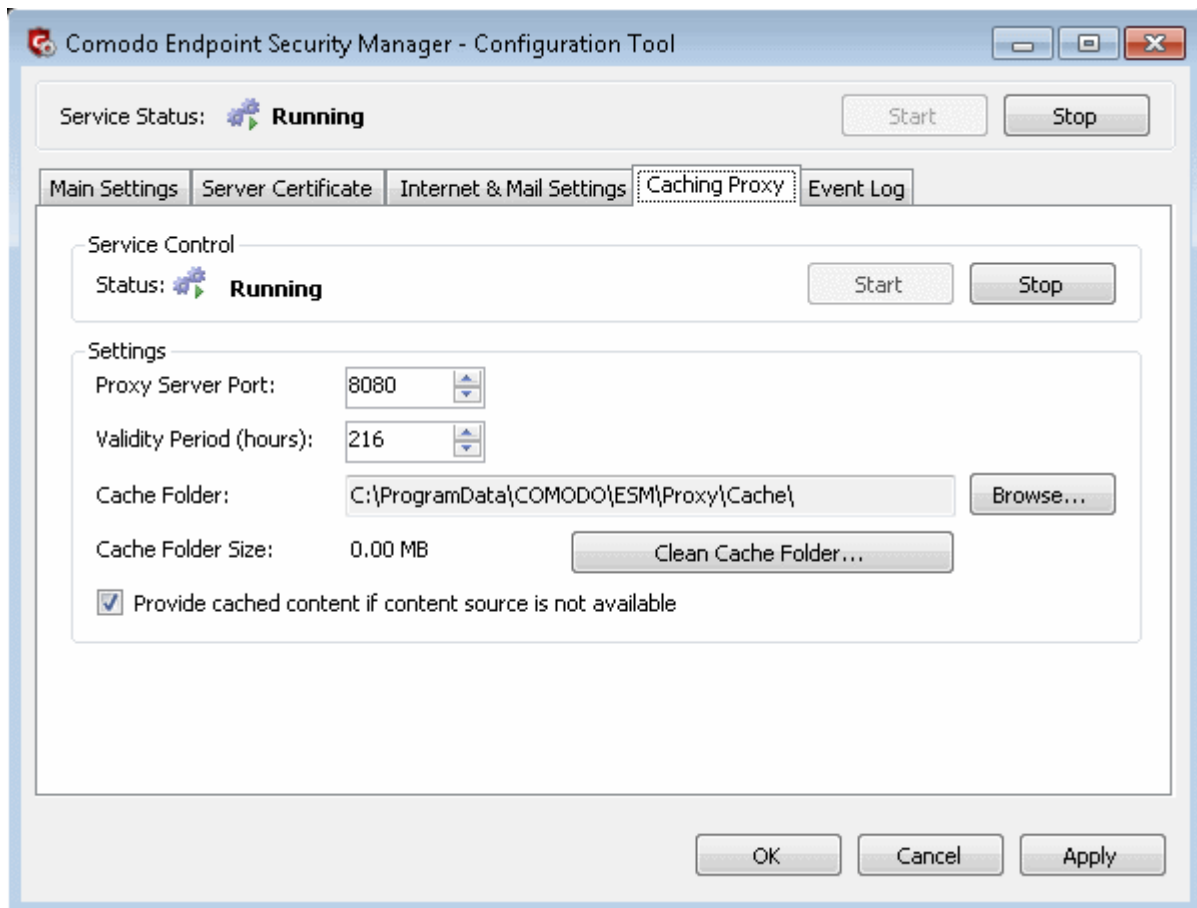 Comodo Endpoint Security Manager - Configuration Tool
Service Status: Running Start Stop
Main Settings Server Certificate Internet & Mail Settings Caching Proxy Event Log
Service Control
Status: Running Start Stop
Settings
Proxy Server Port: 8080
Validity Period (hours): 216
Cache Folder: C:\ProgramData\COMODO\ESM\Proxy\Cache\ Browse...
Cache Folder Size: 0.00 MB Clean Cache Folder...
Provide cached content if content source is not available
OK Cancel Apply